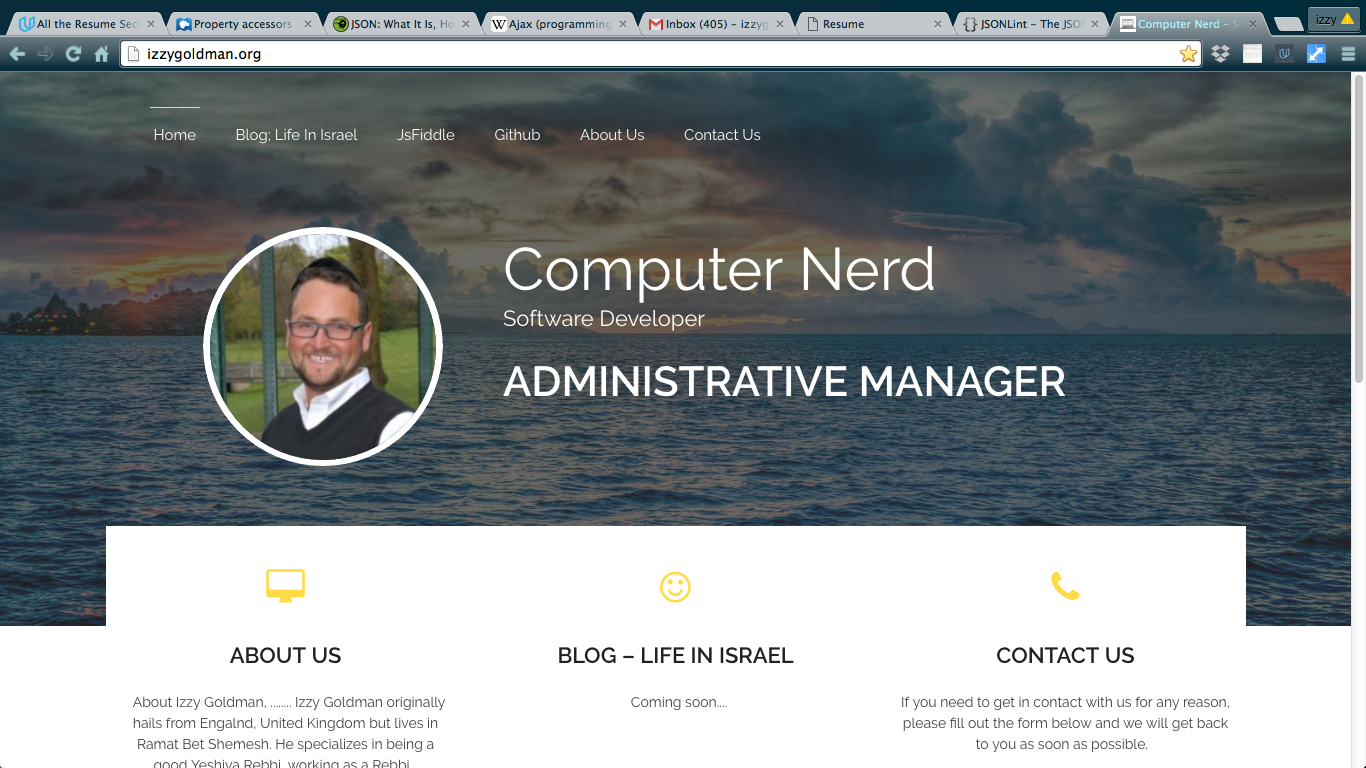 All the Resume Sect
Property accessors
JSON: What It Is, Ho
Ajax (programming
Inbox (405) – izzyg
Resume
JSONLint – The JSO
Computer Nerd – S
izzy
izzygoldman.org
Home
Blog; Life In Israel
JsFiddle
Github
About Us
Contact Us
Computer Nerd
Software Developer
ADMINISTRATIVE MANAGER
ABOUT US
About Izzy Goldman, ........ Izzy Goldman originally
hails from Engalnd, United Kingdom but lives in
Ramat Bet Shemesh. He specializes in being a
good Yeshiva Rebbi, working as a Rebbi
BLOG – LIFE IN ISRAEL
Coming soon....
CONTACT US
If you need to get in contact with us for any reason,
please fill out the form below and we will get back
to you as soon as possible.